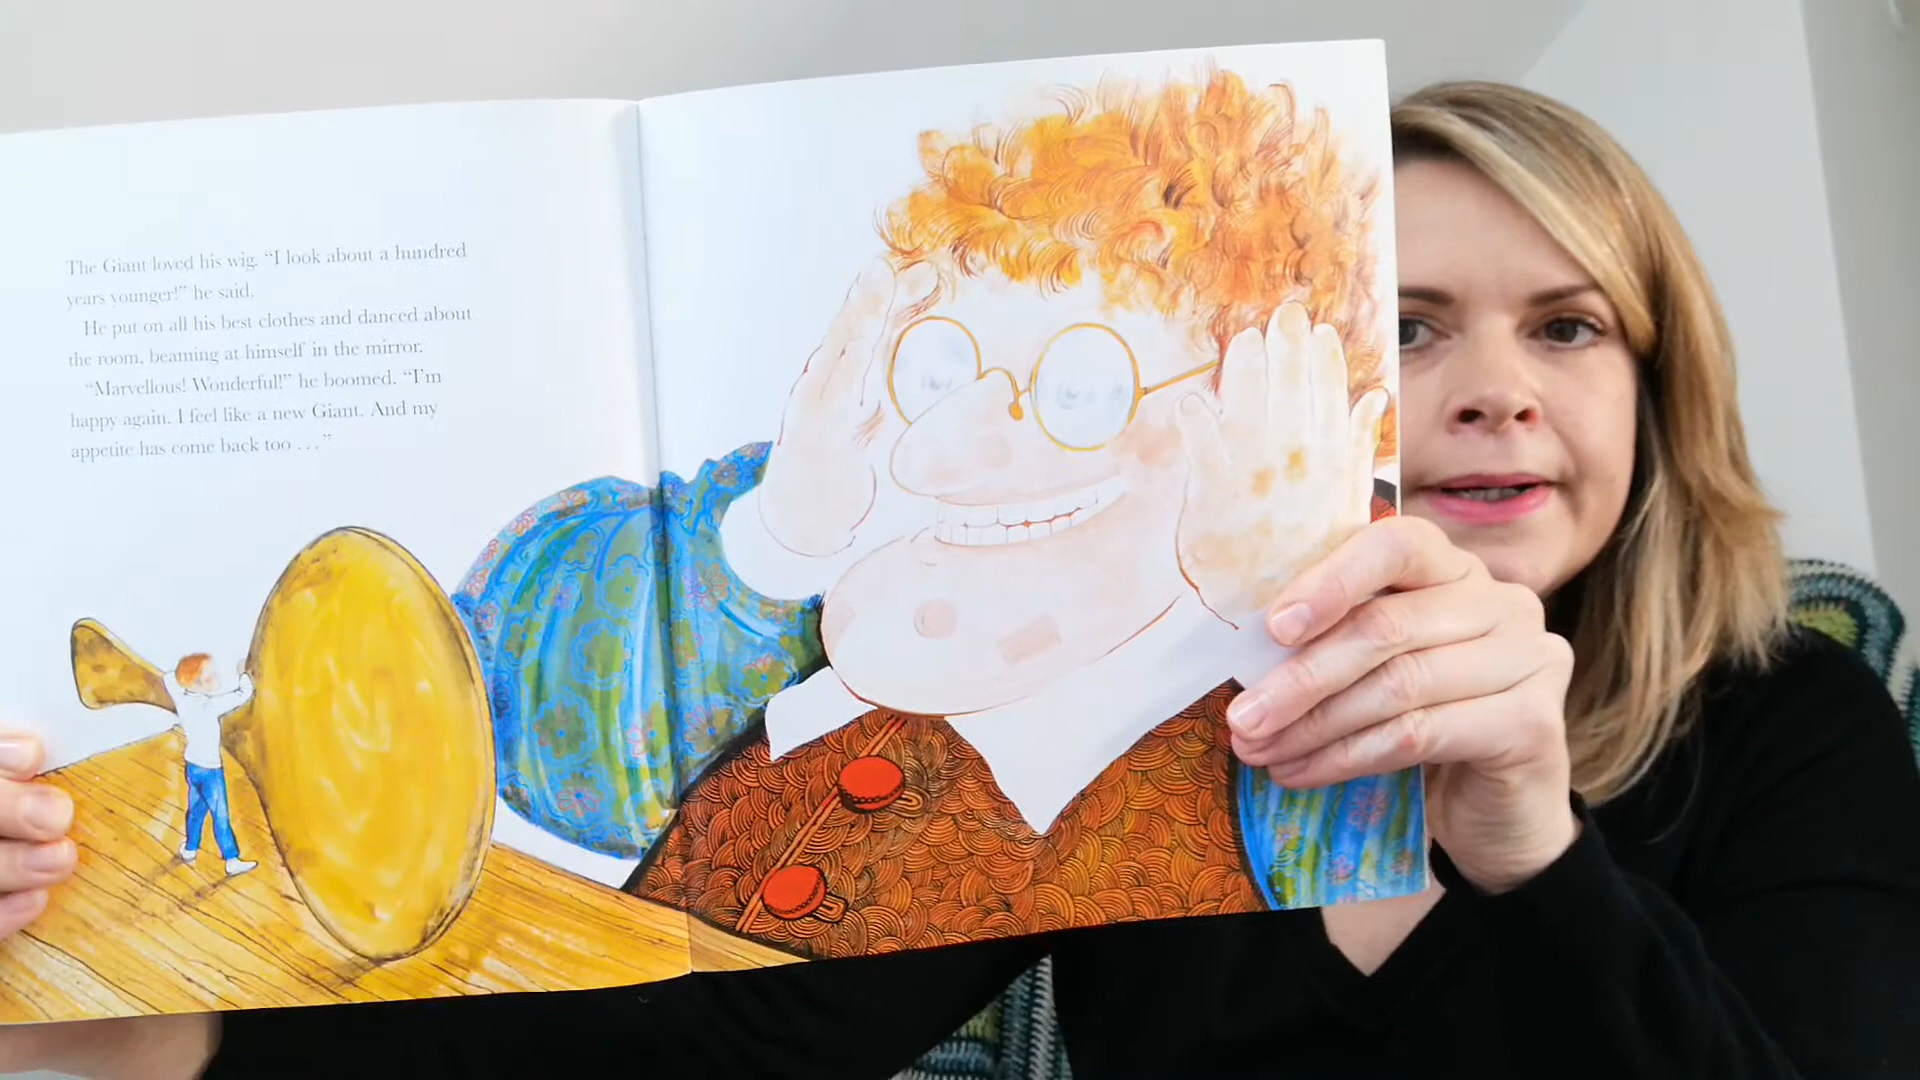 The Giant loved his wig. “I look about a hundred
years younger!” he said.
He put on all his best clothes and danced about
the room, beaming at himself in the mirror.
“Marvellous! Wonderful!” he boomed. “I’m
happy again. I feel like a new Giant. And my
appetite has come back too . . .”